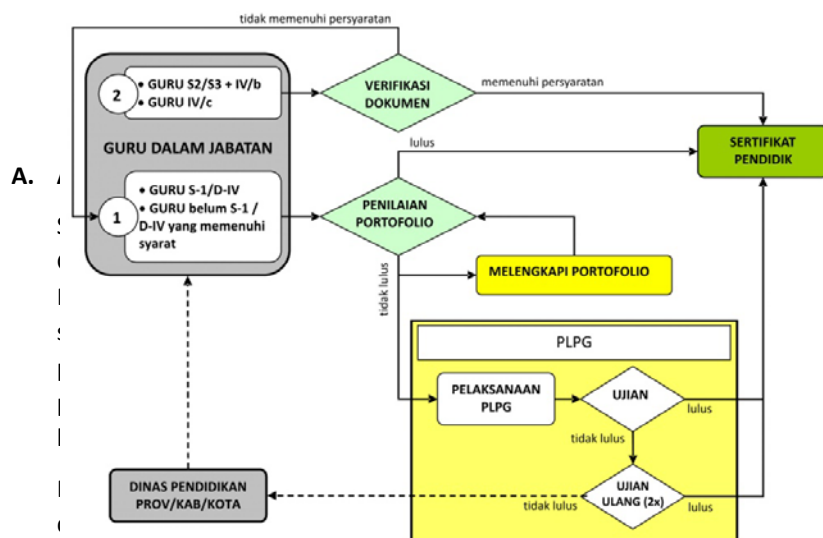 tidak memenuhi persyaratan
2
• GURU S2/S3 + IV/b
• GURU IV/c
VERIFIKASI
DOKUMEN
memenuhi persyaratan
SERTIFIKAT
PENDIDIK
GURU DALAM JABATAN
lulus
A.
1
• GURU S-1/D-IV
• GURU belum S-1 /
D-IV yang memenuhi
syarat
PENILAIAN
PORTOFOLIO
MELENGKAPI PORTOFOLIO
tidak lulus
PLPG
PELAKSANAAN
PLPG
UJIAN
lulus
tidak lulus
DINAS PENDIDIKAN
PROV/KAB/KOTA
tidak lulus
UJIAN
ULANG (2x)
lulus